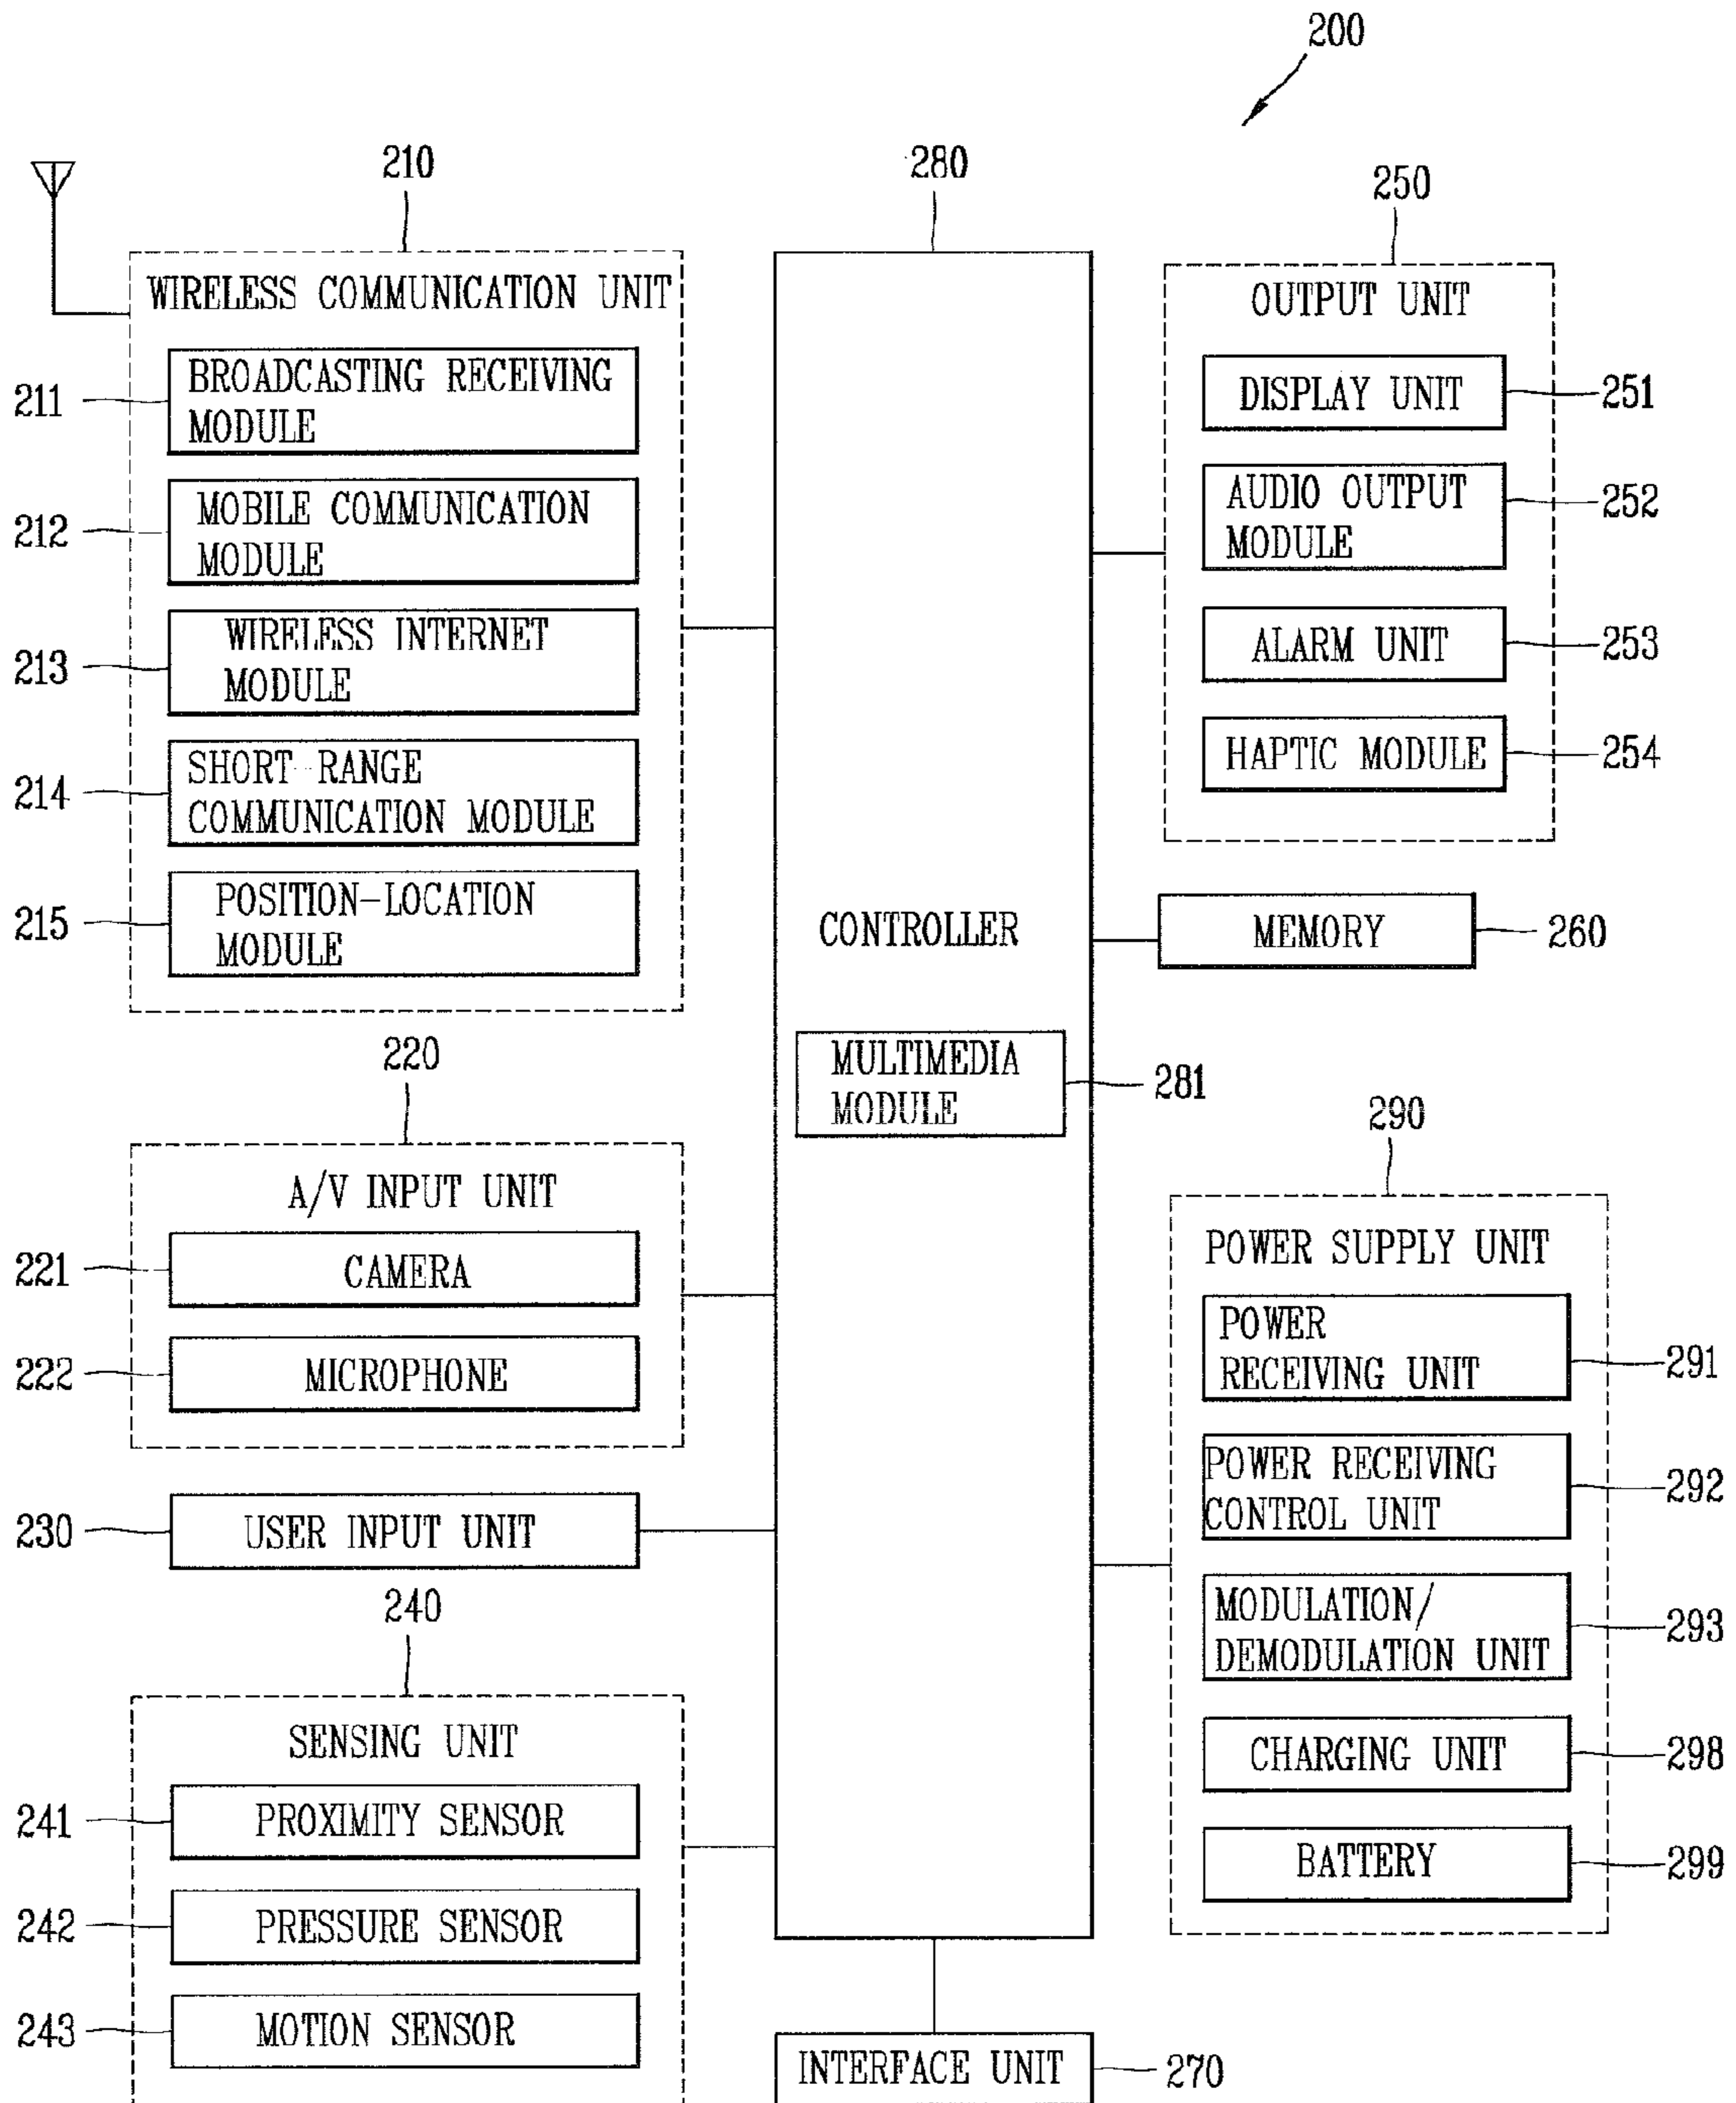 200
210
280
250
WIRELESS COMMUNICATION UNIT
211
BROADCASTING RECEIVING
MODULE
212
MOBILE COMMUNICATION
MODULE
213
WIRELESS INTERNET
MODULE
214
SHORT-RANGE
COMMUNICATION MODULE
215
POSITION-LOCATION
MODULE
220
A/V INPUT UNIT
221
CAMERA
222
MICROPHONE
230
USER INPUT UNIT
240
SENSING UNIT
241
PROXIMITY SENSOR
242
PRESSURE SENSOR
243
MOTION SENSOR
CONTROLLER
MULTIMEDIA
MODULE
281
INTERFACE UNIT
270
OUTPUT UNIT
DISPLAY UNIT
251
AUDIO OUTPUT
MODULE
252
ALARM UNIT
253
HAPTIC MODULE
254
MEMORY
260
290
POWER SUPPLY UNIT
POWER
RECEIVING UNIT
291
POWER RECEIVING
CONTROL UNIT
292
MODULATION/
DEMODULATION UNIT
293
CHARGING UNIT
298
BATTERY
299